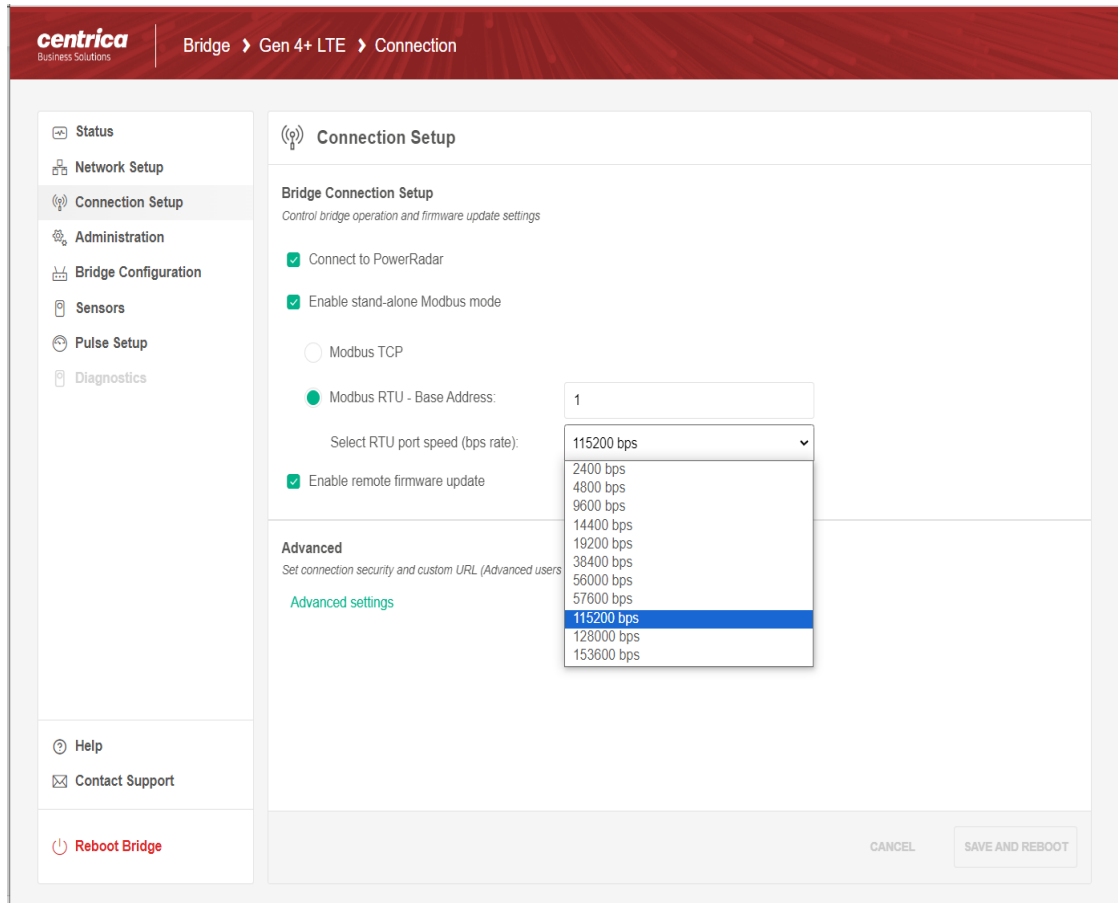 centrica
Business Solutions
Bridge ❯ Gen 4+ LTE ❯ Connection
Status
Network Setup
Connection Setup
Administration
Bridge Configuration
Sensors
Pulse Setup
Diagnostics
Help
Contact Support
Reboot Bridge
Connection Setup
Bridge Connection Setup
Control bridge operation and firmware update settings
Connect to PowerRadar
Enable stand-alone Modbus mode
Modbus TCP
Modbus RTU - Base Address: 1
Select RTU port speed (bps rate): 115200 bps
2400 bps
4800 bps
9600 bps
14400 bps
19200 bps
38400 bps
56000 bps
57600 bps
115200 bps
128000 bps
153600 bps
Enable remote firmware update
Advanced
Set connection security and custom URL (Advanced users
Advanced settings
CANCEL SAVE AND REBOOT